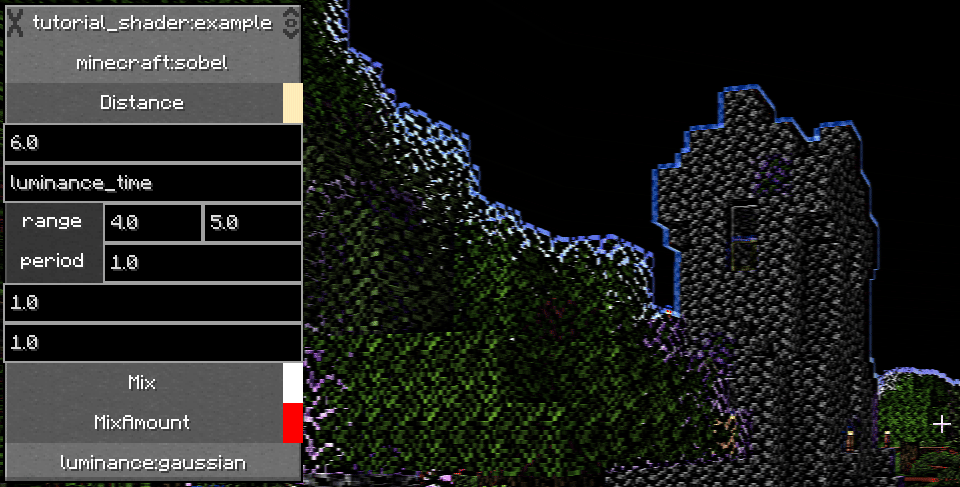 tutorial_shader:example
minecraft:sobel
Distance
6.0
luminance_time
range 4.0 5.0
period 1.0
1.0
1.0
Mix
MixAmount
luminance:gaussian